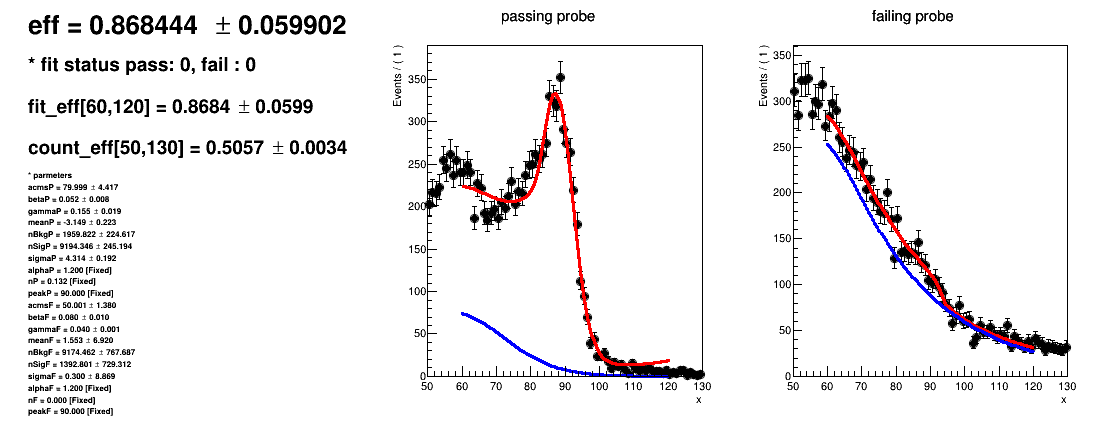 eff = 0.868444 ± 0.059902
* fit status pass: 0, fail : 0
fit_eff[60,120] = 0.8684 ± 0.0599
count_eff[50,130] = 0.5057 ± 0.0034
* parmeters
acmsP = 79.999 ± 4.417
betaP = 0.052 ± 0.008
gammaP = 0.155 ± 0.019
meanP = -3.149 ± 0.223
nBkgP = 1959.822 ± 224.617
nSigP = 9194.346 ± 245.194
sigmaP = 4.314 ± 0.192
alphaP = 1.200 [Fixed]
nP = 0.132 [Fixed]
peakP = 90.000 [Fixed]
acmsF = 50.001 ± 1.380
betaF = 0.080 ± 0.010
gammaF = 0.040 ± 0.001
meanF = 1.553 ± 6.920
nBkgF = 9174.462 ± 767.687
nSigF = 1392.801 ± 729.312
sigmaF = 0.300 ± 8.869
alphaF = 1.200 [Fixed]
nF = 0.000 [Fixed]
peakF = 90.000 [Fixed]
passing probe
Events / ( 1 )
350
300
250
200
150
100
50
0
50 60 70 80 90 100 110 120 130
x
failing probe
Events / ( 1 )
350
300
250
200
150
100
50
0
50 60 70 80 90 100 110 120 130
x